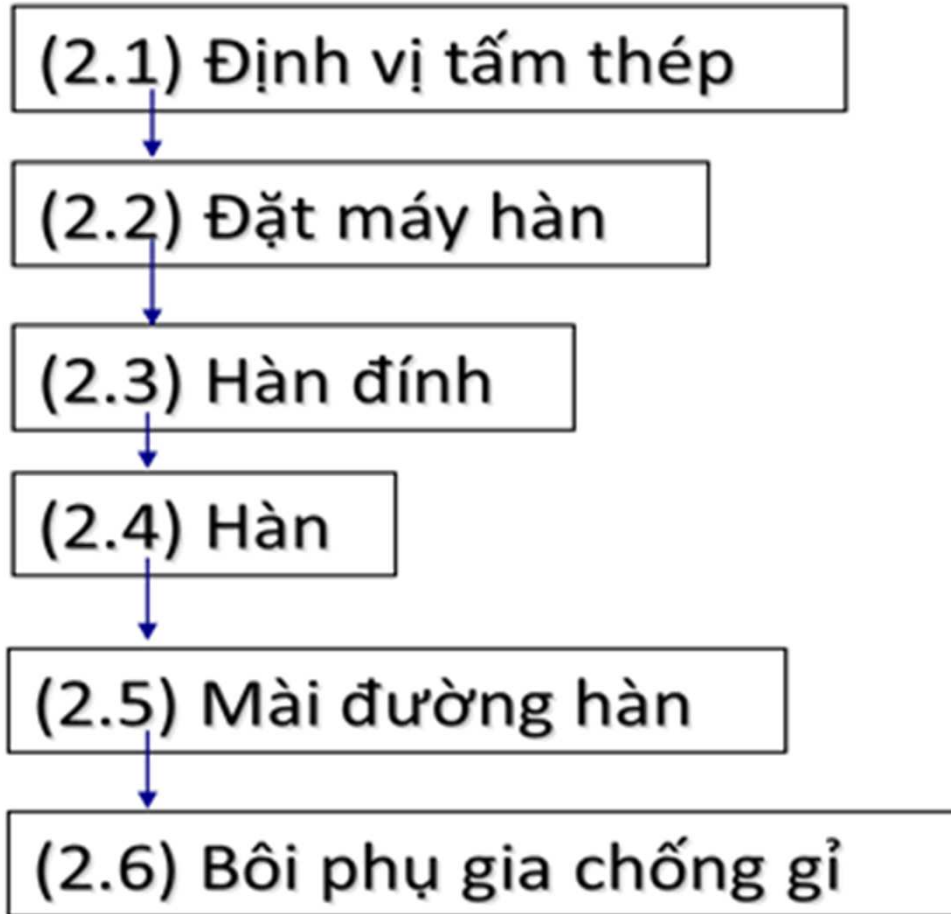 (2.1) Định vị tấm thép
(2.2) Đặt máy hàn
(2.3) Hàn đính
(2.4) Hàn
(2.5) Mài đường hàn
(2.6) Bôi phụ gia chống gỉ